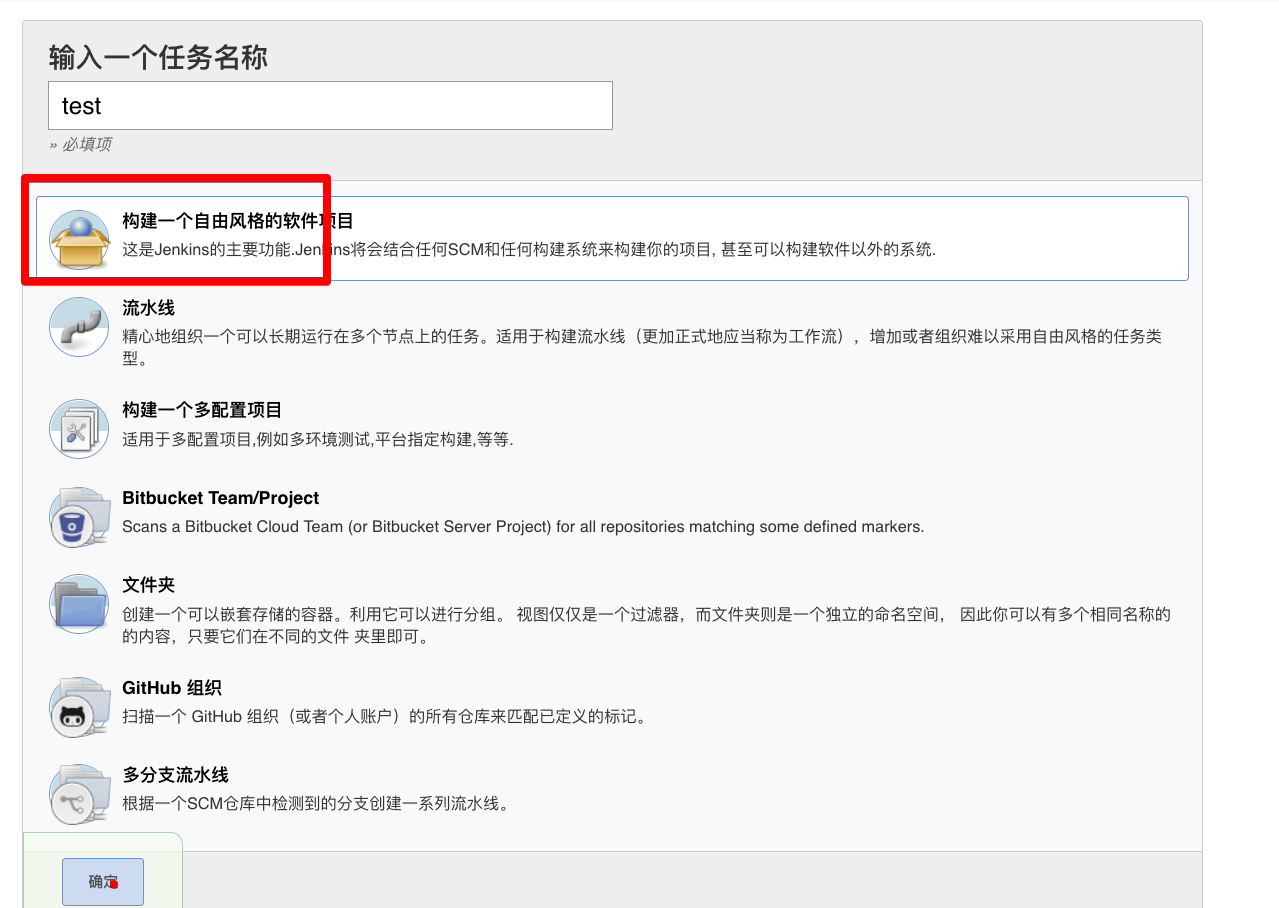 输入一个任务名称
test
» 必填项
构建一个自由风格的软件项目
这是Jenkins的主要功能.Jenkins将会结合任何SCM和任何构建系统来构建你的项目, 甚至可以构建软件以外的系统.
流水线
精心地组织一个可以长期运行在多个节点上的任务。适用于构建流水线（更加正式地应当称为工作流），增加或者组织难以采用自由风格的任务类
型。
构建一个多配置项目
适用于多配置项目,例如多环境测试,平台指定构建,等等.
Bitbucket Team/Project
Scans a Bitbucket Cloud Team (or Bitbucket Server Project) for all repositories matching some defined markers.
文件夹
创建一个可以嵌套存储的容器。利用它可以进行分组。 视图仅仅是一个过滤器，而文件夹则是一个独立的命名空间， 因此你可以有多个相同名称的
的内容，只要它们在不同的文件 夹里即可。
GitHub 组织
扫描一个 GitHub 组织（或者个人账户）的所有仓库来匹配已定义的标记。
多分支流水线
根据一个SCM仓库中检测到的分支创建一系列流水线。
确定